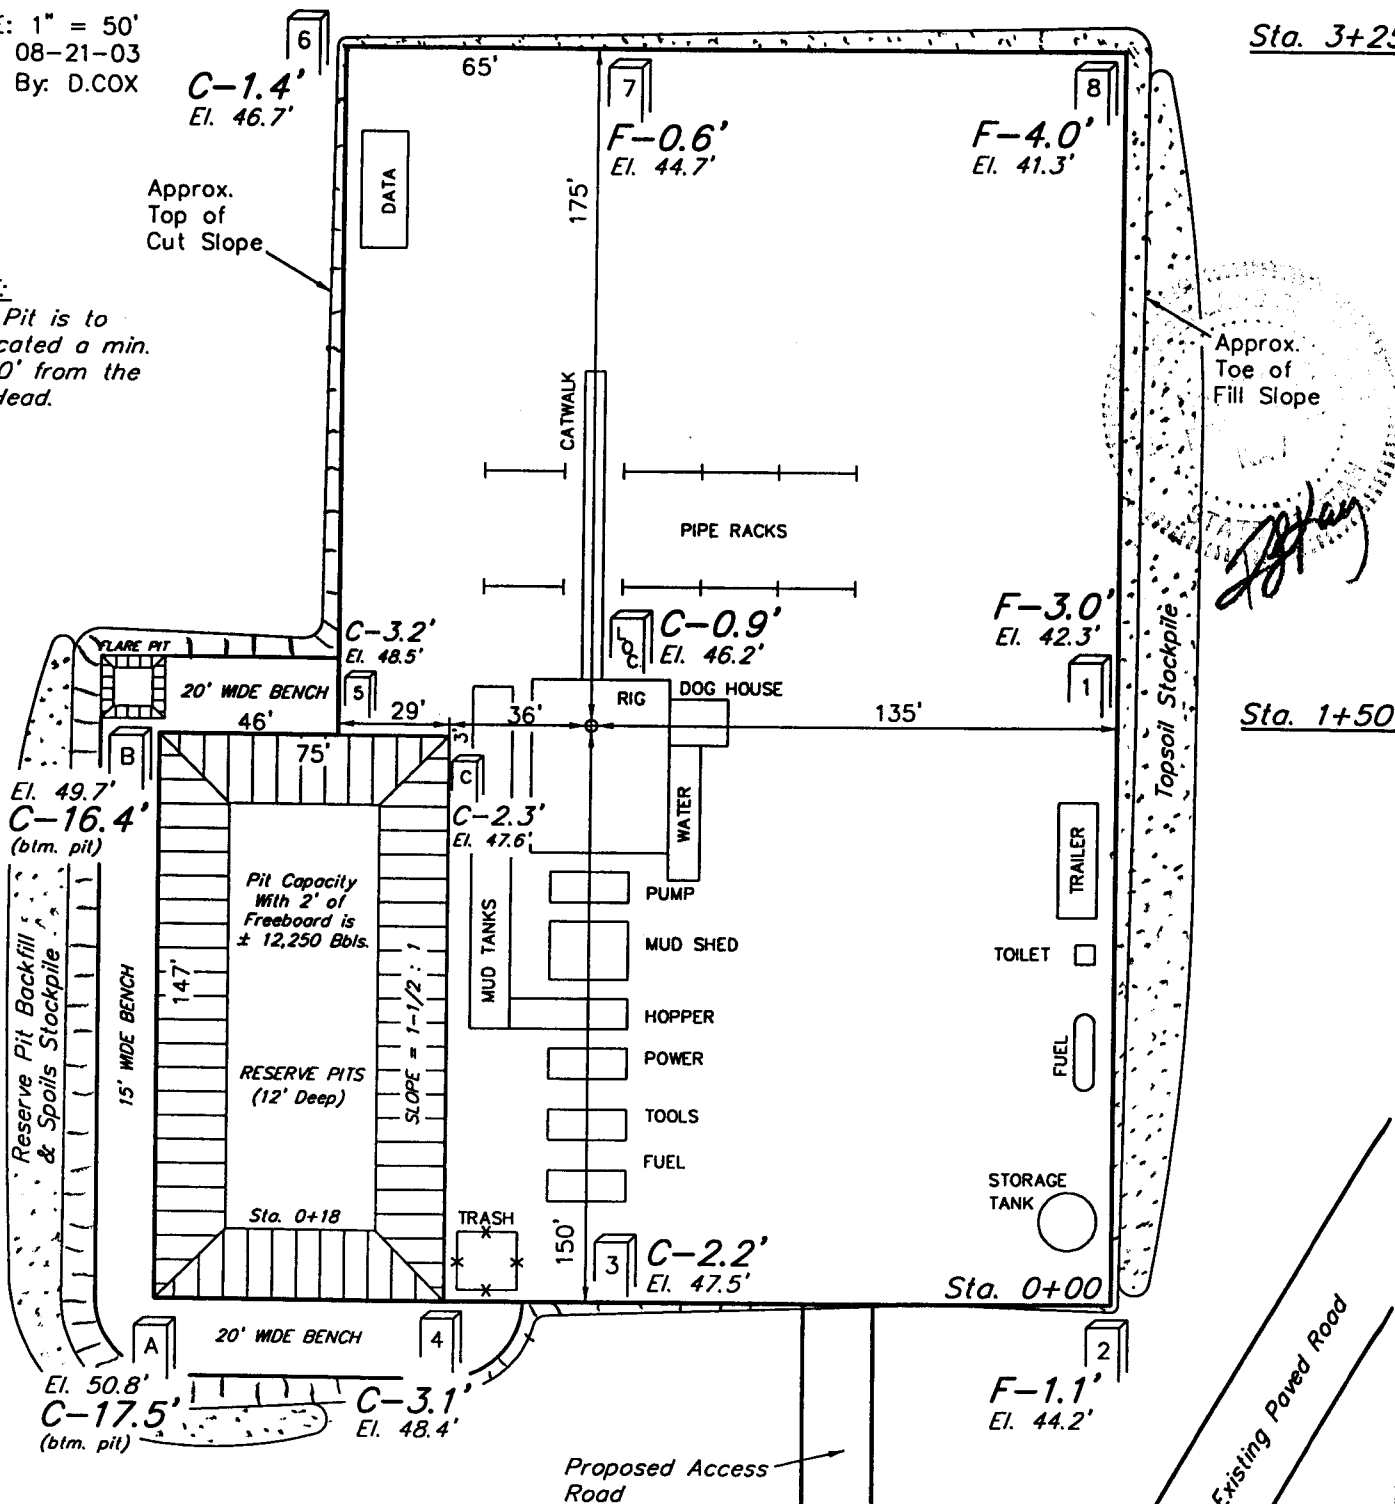 E: 1" = 50'
08-21-03
By: D.COX
6
C-1.4'
El. 46.7'
65'
7
F-0.6'
El. 44.7'
8
F-4.0'
El. 41.3'
Sta. 3+25
Approx.
Top of
Cut Slope
DATA
175'
Pit is to
cated a min.
0' from the
Head.
Approx.
Toe of
Fill Slope
CATWALK
PIPE RACKS
STATE
C-3.2'
El. 48.5'
5
LOC.
C-0.9'
El. 46.2'
F-3.0'
El. 42.3'
1
Topsoil Stockpile
FLARE PIT
20' WIDE BENCH
46'
29'
36'
3'
RIG
DOG HOUSE
135'
Sta. 1+50
B
75'
C
El. 49.7'
C-16.4'
(btm. pit)
C-2.3'
El. 47.6'
WATER
TRAILER
Pit Capacity
With 2' of
Freeboard is
± 12,250 Bbls.
MUD TANKS
PUMP
MUD SHED
TOILET
HOPPER
POWER
FUEL
TOOLS
FUEL
Reserve Pit Backfill
& Spoils Stockpile
15' WIDE BENCH
147'
SLOPE = 1-1/2 : 1
RESERVE PITS
(12' Deep)
STORAGE
TANK
Sta. 0+18
TRASH
150'
3
C-2.2'
El. 47.5'
Sta. 0+00
A
20' WIDE BENCH
4
2
El. 50.8'
C-17.5'
(btm. pit)
C-3.1'
El. 48.4'
F-1.1'
El. 44.2'
Proposed Access
Road
Existing Paved Road